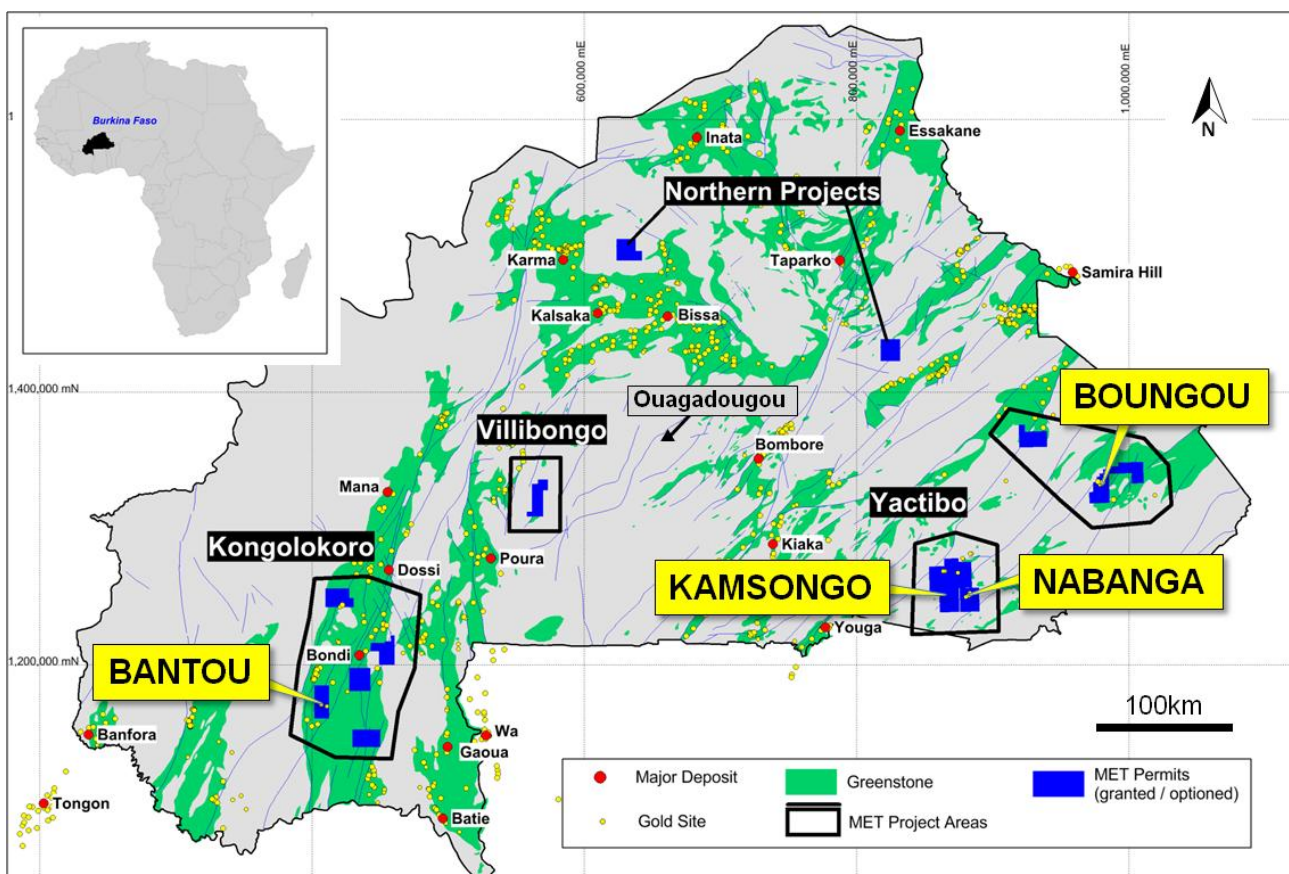 Burkina Faso
600,000 mE
800,000 mE
1,000,000 mE
N
Inata
Essakane
Northern Projects
Karma
Taparko
Samira Hill
Kalsaka
Bissa
1,400,000 mN
Ouagadougou
BOUNGOU
Villibongo
Bombore
Mana
Yactibo
Kongolokoro
Poura
Kiaka
Dossi
KAMSONGO
NABANGA
Youga
1,200,000 mN
Bondi
BANTOU
100km
Banfora
Wa
Gaoua
Tongon
Batie
Major Deposit
Greenstone
MET Permits
(granted / optioned)
Gold Site
MET Project Areas